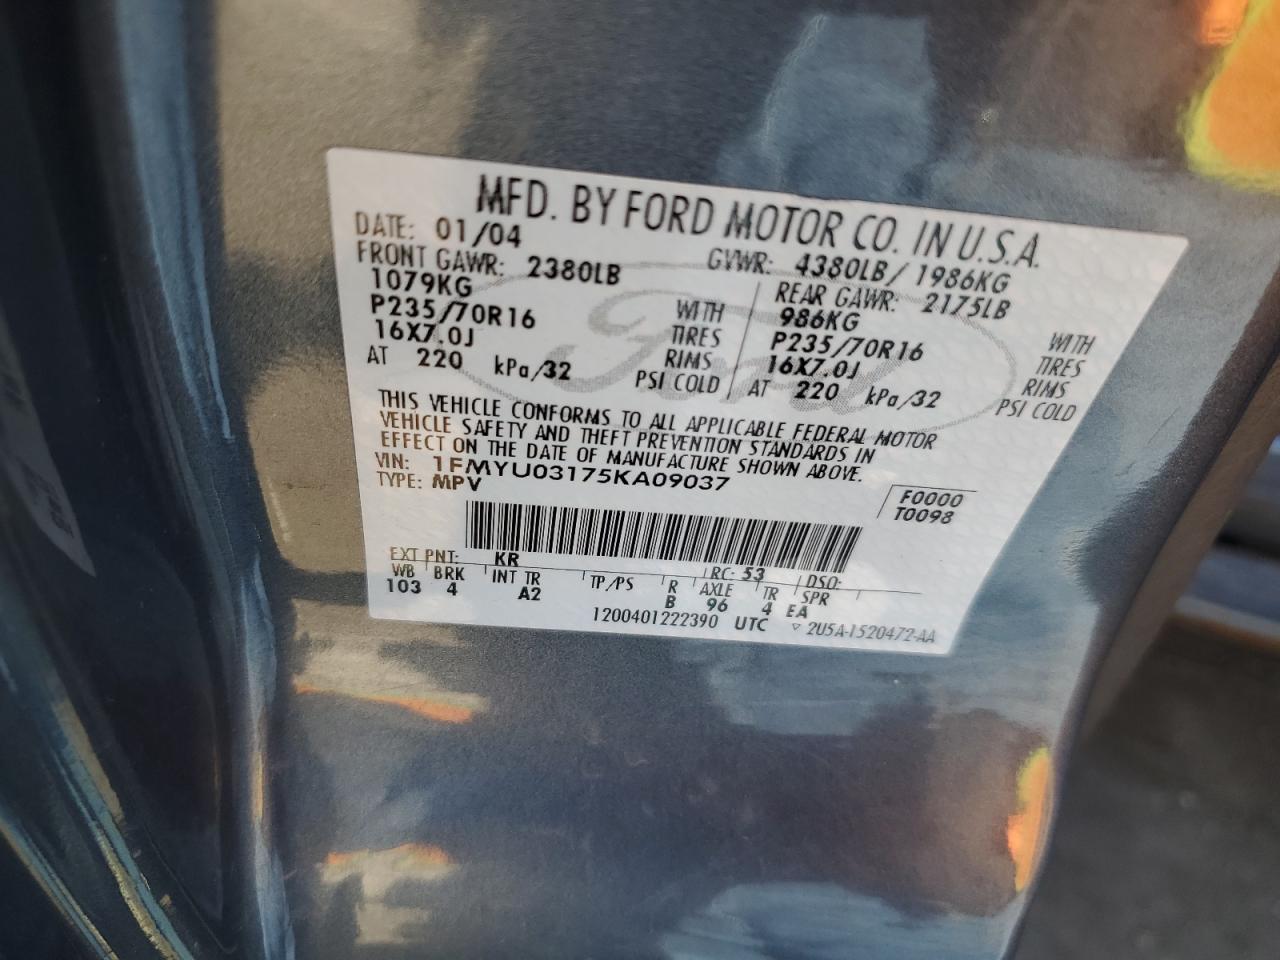 MFD. BY FORD MOTOR CO. IN U.S.A.
DATE: 01/04 GVWR: 4380LB/ 1986KG
FRONT GAWR: 2380LB REAR GAWR: 2175LB
1079KG WITH 986KG WITH
P235/70R16 TIRES P235/70R16 TIRES
16X7.0J RIMS 16X7.0J RIMS
AT 220 kPa/32 PSI COLD AT 220 kPa/32 PSI COLD
THIS VEHICLE CONFORMS TO ALL APPLICABLE FEDERAL MOTOR
VEHICLE SAFETY AND THEFT PREVENTION STANDARDS IN
EFFECT ON THE DATE OF MANUFACTURE SHOWN ABOVE.
VIN: 1FMYU03175KA09037
TYPE: MPV
F0000
T0098
EXT PNT: KR RC: 53 DSO:
WB BRK INT TR TP/PS R AXLE TR SPR
103 4 A2 B 96 4 EA
1200401222390 UTC ▽ 2U5A-1520472-AA
Ford